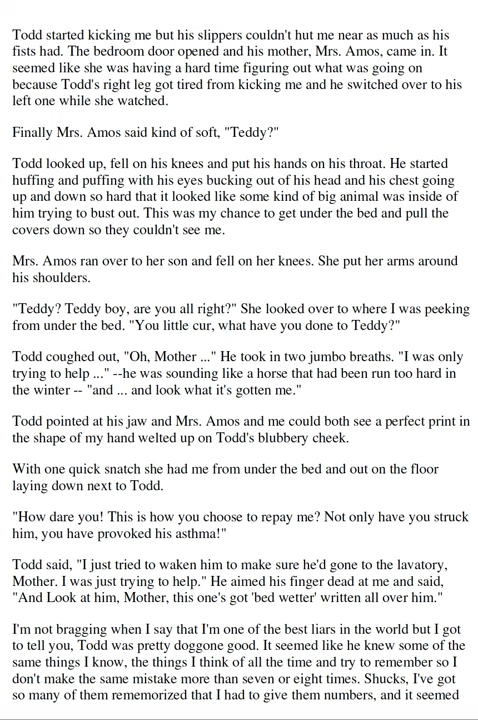 Todd started kicking me but his slippers couldn't hut me near as much as his
fists had. The bedroom door opened and his mother, Mrs. Amos, came in. It
seemed like she was having a hard time figuring out what was going on
because Todd's right leg got tired from kicking me and he switched over to his
left one while she watched.
Finally Mrs. Amos said kind of soft, "Teddy?"
Todd looked up, fell on his knees and put his hands on his throat. He started
huffing and puffing with his eyes bucking out of his head and his chest going
up and down so hard that it looked like some kind of big animal was inside of
him trying to bust out. This was my chance to get under the bed and pull the
covers down so they couldn't see me.
Mrs. Amos ran over to her son and fell on her knees. She put her arms around
his shoulders.
"Teddy? Teddy boy, are you all right?" She looked over to where I was peeking
from under the bed. "You little cur, what have you done to Teddy?"
Todd coughed out, "Oh, Mother ..." He took in two jumbo breaths. "I was only
trying to help ..." --he was sounding like a horse that had been run too hard in
the winter -- "and ... and look what it's gotten me."
Todd pointed at his jaw and Mrs. Amos and me could both see a perfect print in
the shape of my hand welted up on Todd's blubbery cheek.
With one quick snatch she had me from under the bed and out on the floor
laying down next to Todd.
"How dare you! This is how you choose to repay me? Not only have you struck
him, you have provoked his asthma!"
Todd said, "I just tried to waken him to make sure he'd gone to the lavatory,
Mother. I was just trying to help." He aimed his finger dead at me and said,
"And Look at him, Mother, this one's got 'bed wetter' written all over him."
I'm not bragging when I say that I'm one of the best liars in the world but I got
to tell you, Todd was pretty doggone good. It seemed like he knew some of the
same things I know, the things I think of all the time and try to remember so I
don't make the same mistake more than seven or eight times. Shucks, I've got
so many of them rememorized that I had to give them numbers, and it seemed